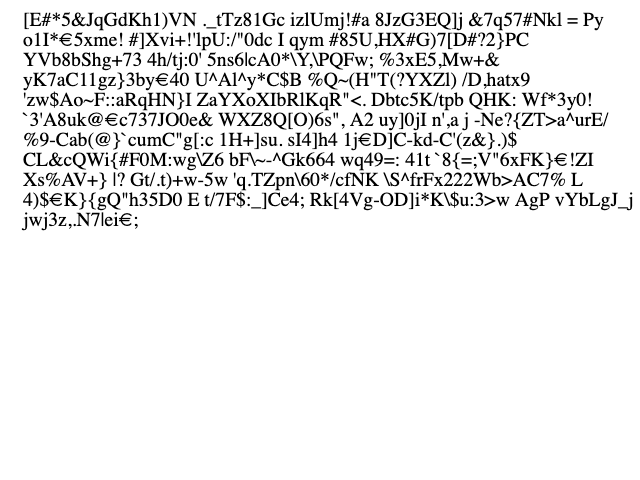 [E#*5&JqGdKh1)VN ._tTz81Gc izlUmj!#a 8JzG3EQ]j &7q57#Nkl = Py
o1I*€5xme! #]Xvi+!'lpU:/"0dc I qym #85U,HX#G)7[D#?2}PC
YVb8bShg+73 4h/tj:0' 5ns6lcA0*\Y,\PQFw; %3xE5,Mw+&
yK7aC11gz}3by€40 U^Al^y*C$B %Q~(H"T(?YXZl) /D,hatx9
'zw$Ao~F::aRqHN}I ZaYXoXIbRlKqR"<. Dbtc5K/tpb QHK: Wf*3y0!
`3'A8uk@€c737JO0e& WXZ8Q[O)6s", A2 uy]0jI n',a j -Ne?{ZT>a^urE/
%9-Cab(@}`cumC"g[:c 1H+]su. sI4]h4 1j€D]C-kd-C'(z&}.)$
CL&cQWi{#F0M:wg\Z6 bF\~-^Gk664 wq49=: 41t`8{=;V"6xFK}€!ZI
Xs%AV+} |? Gt/.t)+w-5w 'q.TZpn\60*/cfNK \S^frFx222Wb>AC7% L
4)$€K}{gQ"h35D0 E t/7F$:_]Ce4; Rk[4Vg-OD]i*K\$u:3>w AgP vYbLgJ_j
jwj3z,.N7lei€;